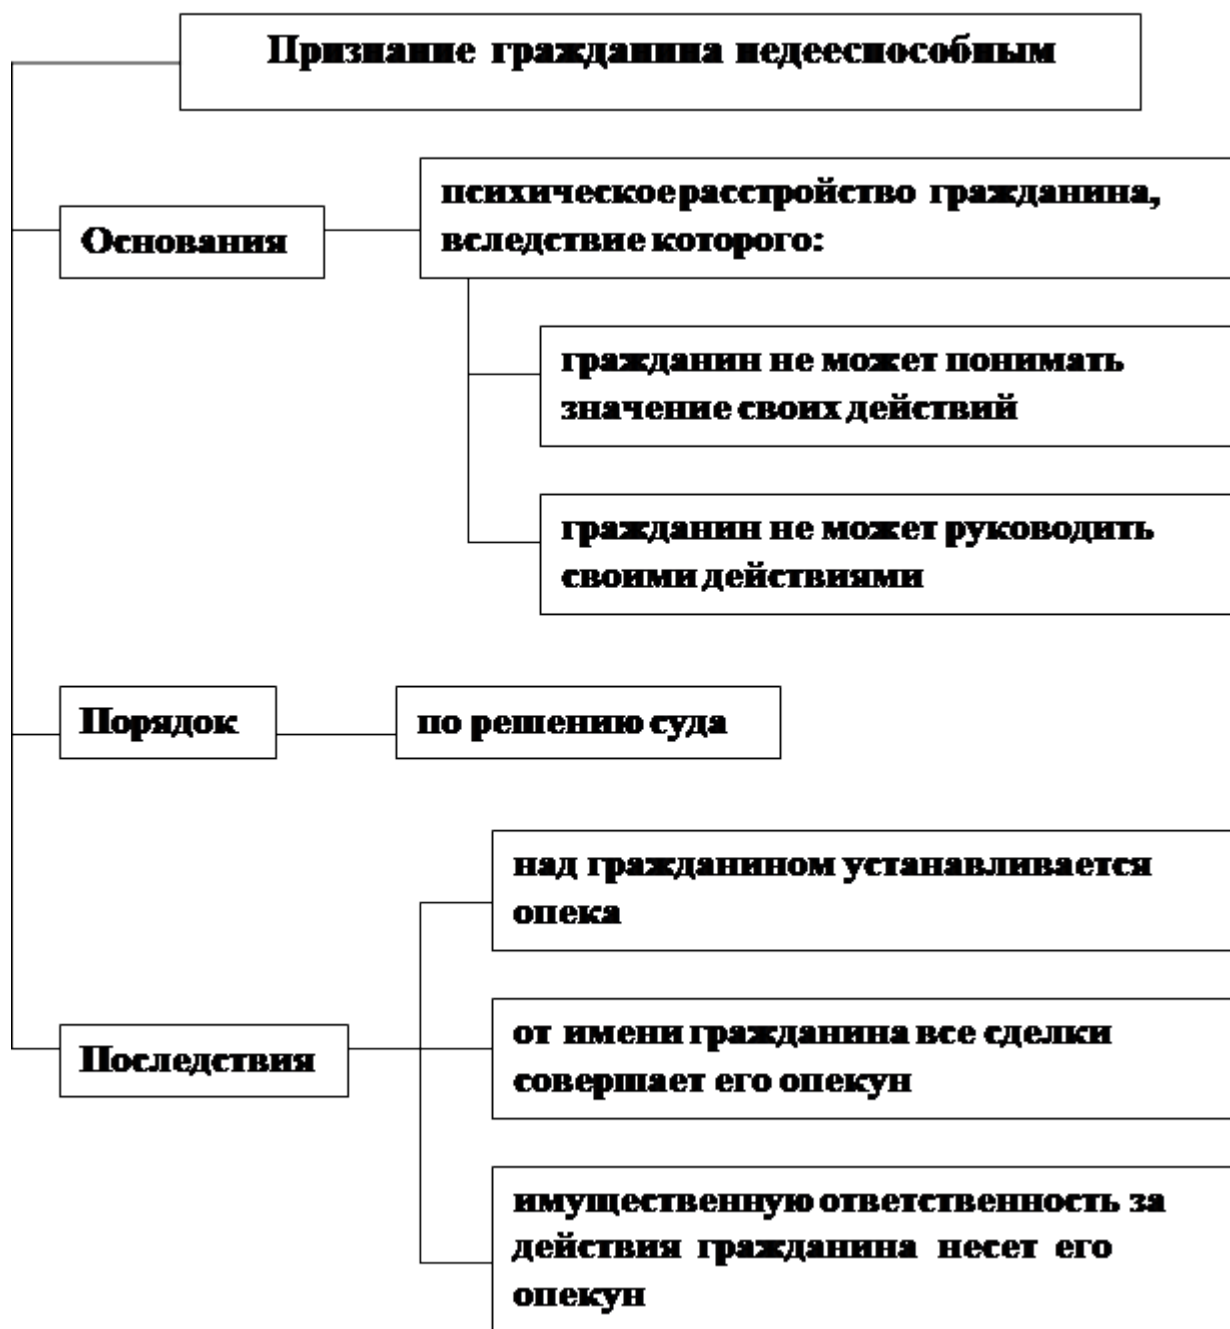 Признание гражданина недееспособным
Основания
психическое расстройство гражданина,
вследствие которого:
гражданин не может понимать
значение своих действий
гражданин не может руководить
своими действиями
Порядок
по решению суда
Последствия
над гражданином устанавливается
опека
от имени гражданина все сделки
совершает его опекун
имущественную ответственность за
действия гражданина несет его
опекун